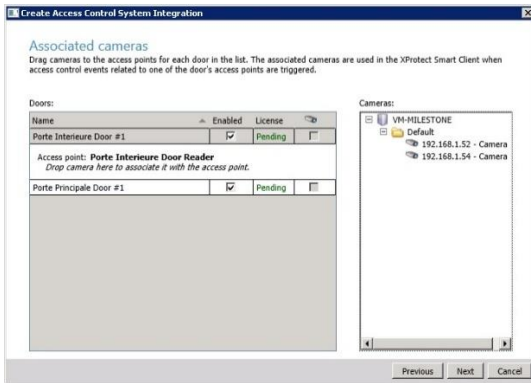 Create Access Control System Integration
Associated cameras
Drag cameras to the access points for each door in the list. The associated cameras are used in the XProtect Smart Client when
access control events related to one of the door's access points are triggered.
Doors:
Name Enabled License
Porte Interieure Door #1 Pending
Access point: Porte Interieure Door Reader
Drop camera here to associate it with the access point.
Porte Principale Door #1 Pending
Cameras:
VM-MILESTONE
Default
192.168.1.52 - Camera
192.168.1.54 - Camera
Previous Next Cancel